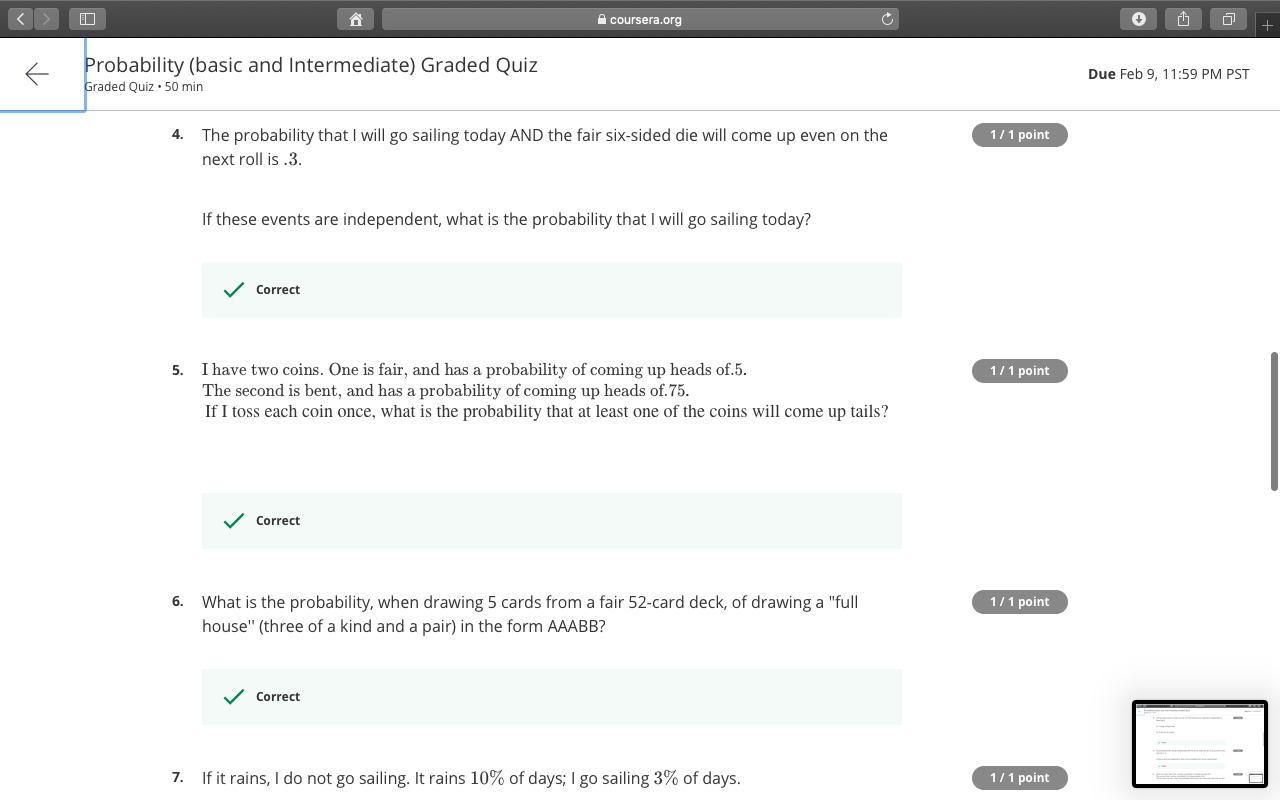 coursera.org
Probability (basic and Intermediate) Graded Quiz
Graded Quiz • 50 min
Due Feb 9, 11:59 PM PST
4. The probability that I will go sailing today AND the fair six-sided die will come up even on the
next roll is .3.
1 / 1 point
If these events are independent, what is the probability that I will go sailing today?
Correct
5. I have two coins. One is fair, and has a probability of coming up heads of.5.
The second is bent, and has a probability of coming up heads of.75.
If I toss each coin once, what is the probability that at least one of the coins will come up tails?
1 / 1 point
Correct
6. What is the probability, when drawing 5 cards from a fair 52-card deck, of drawing a "full
house" (three of a kind and a pair) in the form AAABB?
1 / 1 point
Correct
7. If it rains, I do not go sailing. It rains 10% of days; I go sailing 3% of days.
1 / 1 point